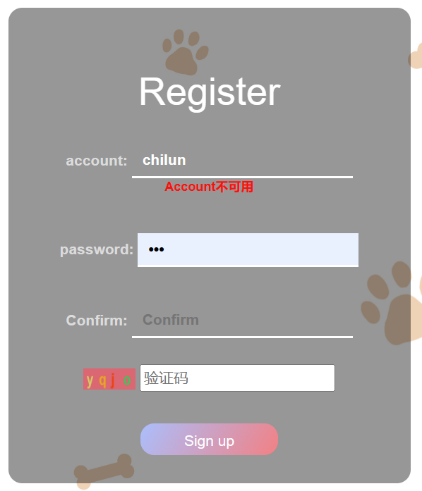 Register
account: chilun
Account不可用
password: •••
Confirm: Confirm
验证码
Sign up